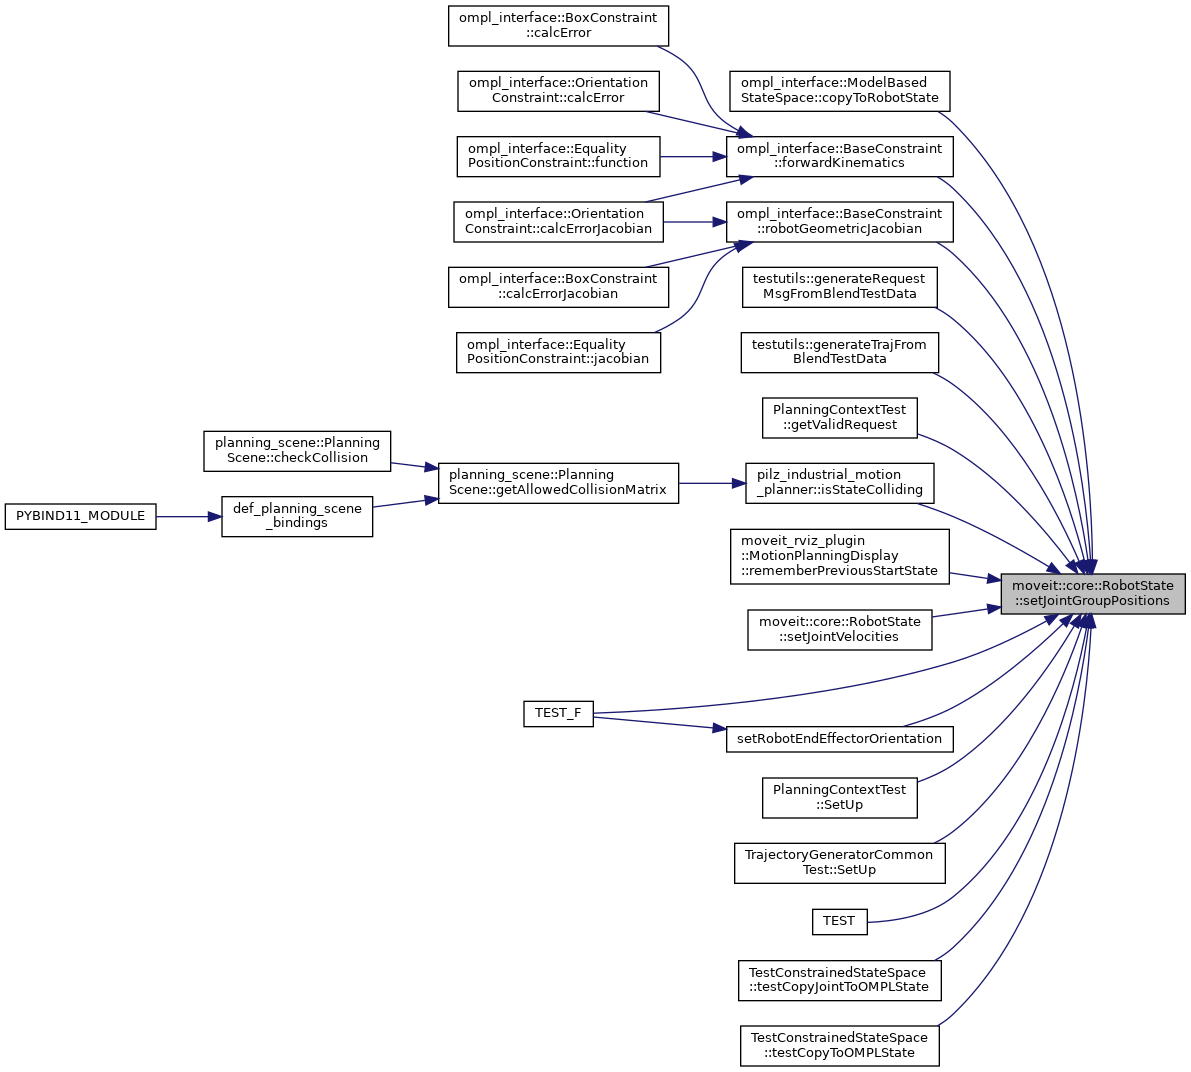 ompl_interface::BoxConstraint
::calcError
ompl_interface::Orientation
Constraint::calcError
ompl_interface::ModelBased
StateSpace::copyToRobotState
ompl_interface::Equality
PositionConstraint::function
ompl_interface::BaseConstraint
::forwardKinematics
ompl_interface::Orientation
Constraint::calcErrorJacobian
ompl_interface::BaseConstraint
::robotGeometricJacobian
ompl_interface::BoxConstraint
::calcErrorJacobian
testutils::generateRequest
MsgFromBlendTestData
ompl_interface::Equality
PositionConstraint::jacobian
testutils::generateTrajFrom
BlendTestData
PlanningContextTest
::getValidRequest
planning_scene::Planning
Scene::checkCollision
planning_scene::Planning
Scene::getAllowedCollisionMatrix
pilz_industrial_motion
_planner::isStateColliding
PYBIND11_MODULE
def_planning_scene
_bindings
moveit_rviz_plugin
::MotionPlanningDisplay
::rememberPreviousStartState
moveit::core::RobotState
::setJointGroupPositions
moveit::core::RobotState
::setJointVelocities
TEST_F
setRobotEndEffectorOrientation
PlanningContextTest
::SetUp
TrajectoryGeneratorCommon
Test::SetUp
TEST
TestConstrainedStateSpace
::testCopyJointToOMPLState
TestConstrainedStateSpace
::testCopyToOMPLState